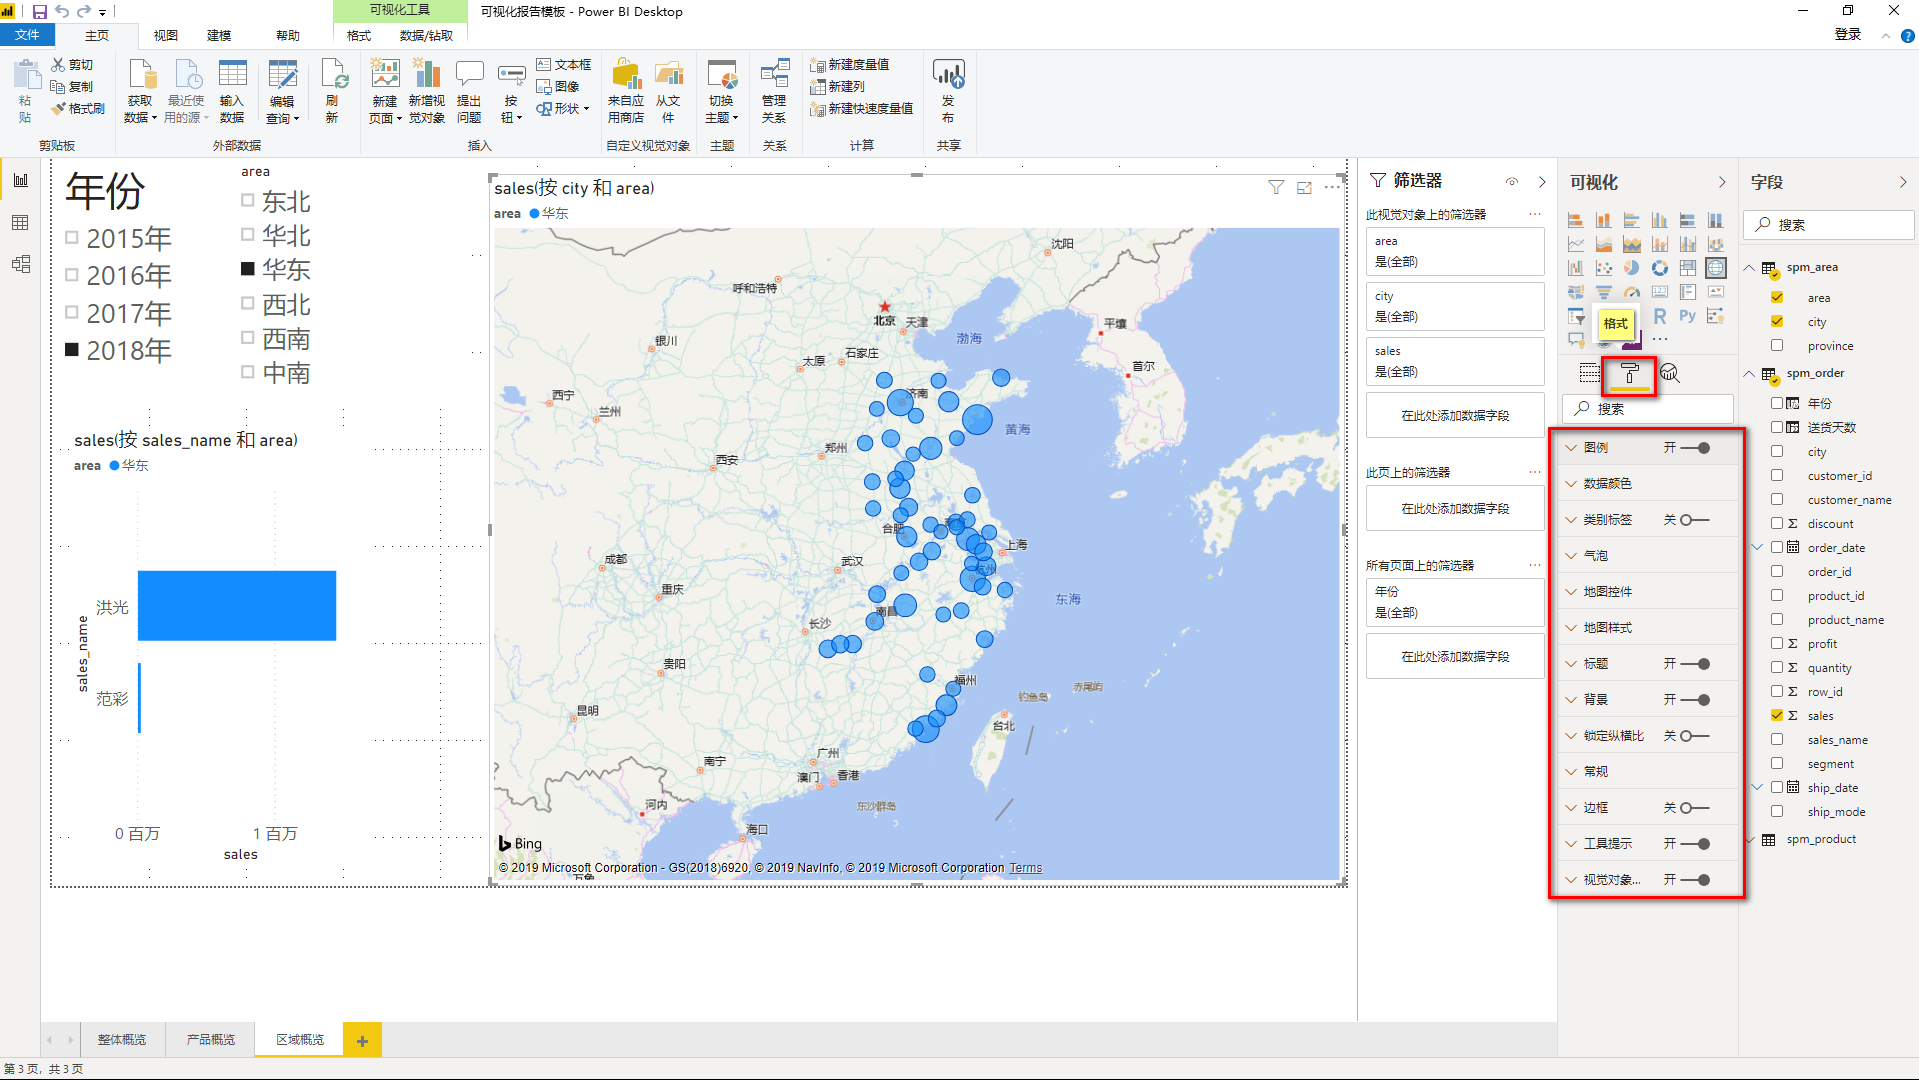 可视化工具
可视化报告模板 - Power BI Desktop
文件
主页
视图
建模
帮助
格式
数据/钻取
登录
粘贴
剪切
复制
格式刷
剪贴板
获取数据
最近使用的源
输入数据
编辑查询
外部数据
刷新
新建页面
新增视觉对象
提出问题
按钮
文本框
图像
形状
插入
来自应用商店
从文件
自定义视觉对象
切换主题
主题
管理关系
关系
新建度量值
新建列
新建快速度量值
计算
发布
共享
年份
2015年
2016年
2017年
2018年
area
东北
华北
华东
西北
西南
中南
sales(按 sales_name 和 area)
area 华东
sales_name
洪光
范彩
0 百万
1 百万
sales
sales(按 city 和 area)
area 华东
沈阳
呼和浩特
北京
天津
平壤
渤海
银川
石家庄
太原
首尔
济南
西宁
兰州
黄海
郑州
西安
合肥
上海
成都
武汉
杭州
重庆
东海
南昌
长沙
贵阳
福州
钓鱼岛
赤尾屿
昆明
台北
广州
南宁
澳门
香港
河内
东沙群岛
海口
万象
Bing
© 2019 Microsoft Corporation - GS(2018)6920, © 2019 NavInfo, © 2019 Microsoft Corporation Terms
筛选器
此视觉对象上的筛选器
area
是(全部)
city
是(全部)
sales
是(全部)
在此处添加数据字段
此页上的筛选器
在此处添加数据字段
所有页面上的筛选器
年份
是(全部)
在此处添加数据字段
可视化
R
Py
格式
搜索
图例 开
数据颜色
类别标签 关
气泡
地图控件
地图样式
标题 开
背景 开
锁定纵横比 关
常规
边框 关
工具提示 开
视觉对象... 开
字段
搜索
spm_area
area
city
province
spm_order
年份
送货天数
city
customer_id
customer_name
discount
order_date
order_id
product_id
product_name
profit
quantity
row_id
sales
sales_name
segment
ship_date
ship_mode
spm_product
整体概览
产品概览
区域概览
第 3 页, 共 3 页